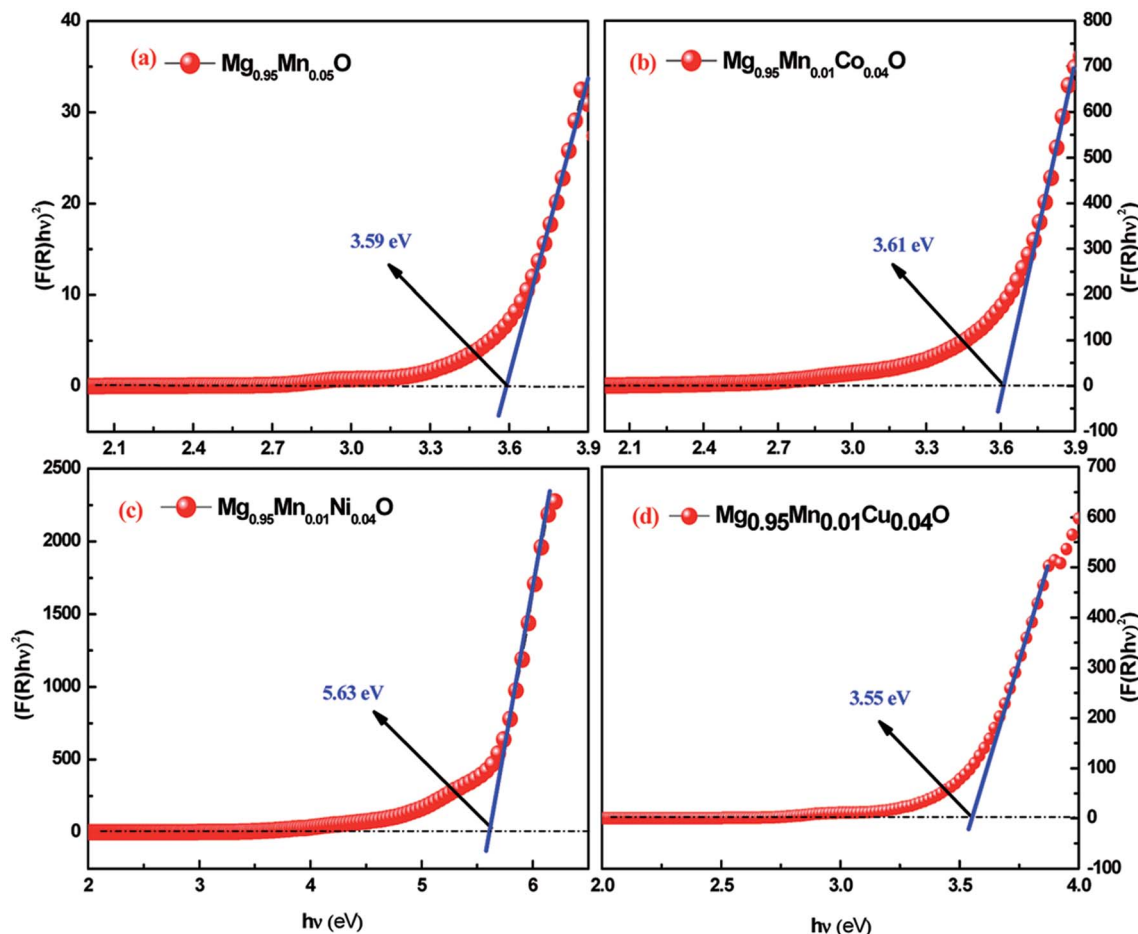 (a) Mg0.95Mn0.05O
(F(R)hν)²
40
30
20
10
0
3.59 eV
2.1 2.4 2.7 3.0 3.3 3.6 3.9
(b) Mg0.95Mn0.01Co0.04O
800
700
600
500
400
300
200
100
0
-100
(F(R)hν)²
3.61 eV
2.1 2.4 2.7 3.0 3.3 3.6 3.9
(c) Mg0.95Mn0.01Ni0.04O
(F(R)hν)²
2500
2000
1500
1000
500
0
5.63 eV
2 3 4 5 6
hν (eV)
(d) Mg0.95Mn0.01Cu0.04O
700
600
500
400
300
200
100
0
-100
(F(R)hν)²
3.55 eV
2.0 2.5 3.0 3.5 4.0
hν (eV)